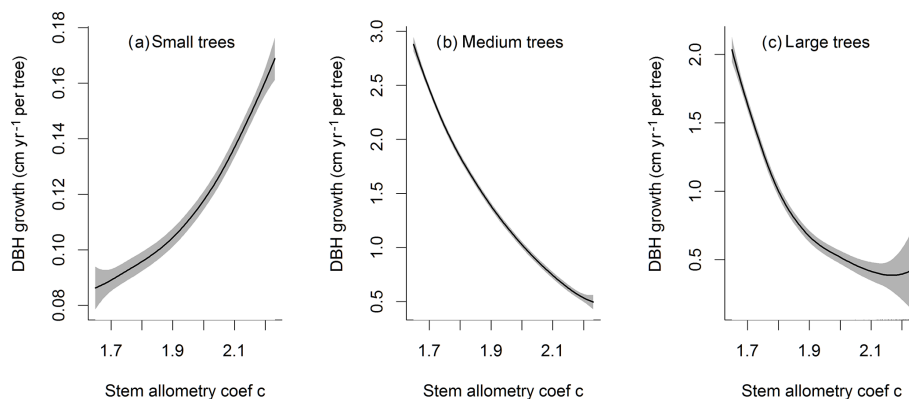 (a) Small trees
DBH growth (cm yr⁻¹ per tree)
0.18
0.16
0.14
0.12
0.10
0.08
1.7 1.9 2.1
Stem allometry coef c
(b) Medium trees
DBH growth (cm yr⁻¹ per tree)
3.0
2.5
2.0
1.5
1.0
0.5
1.7 1.9 2.1
Stem allometry coef c
(c) Large trees
DBH growth (cm yr⁻¹ per tree)
2.0
1.5
1.0
0.5
1.7 1.9 2.1
Stem allometry coef c